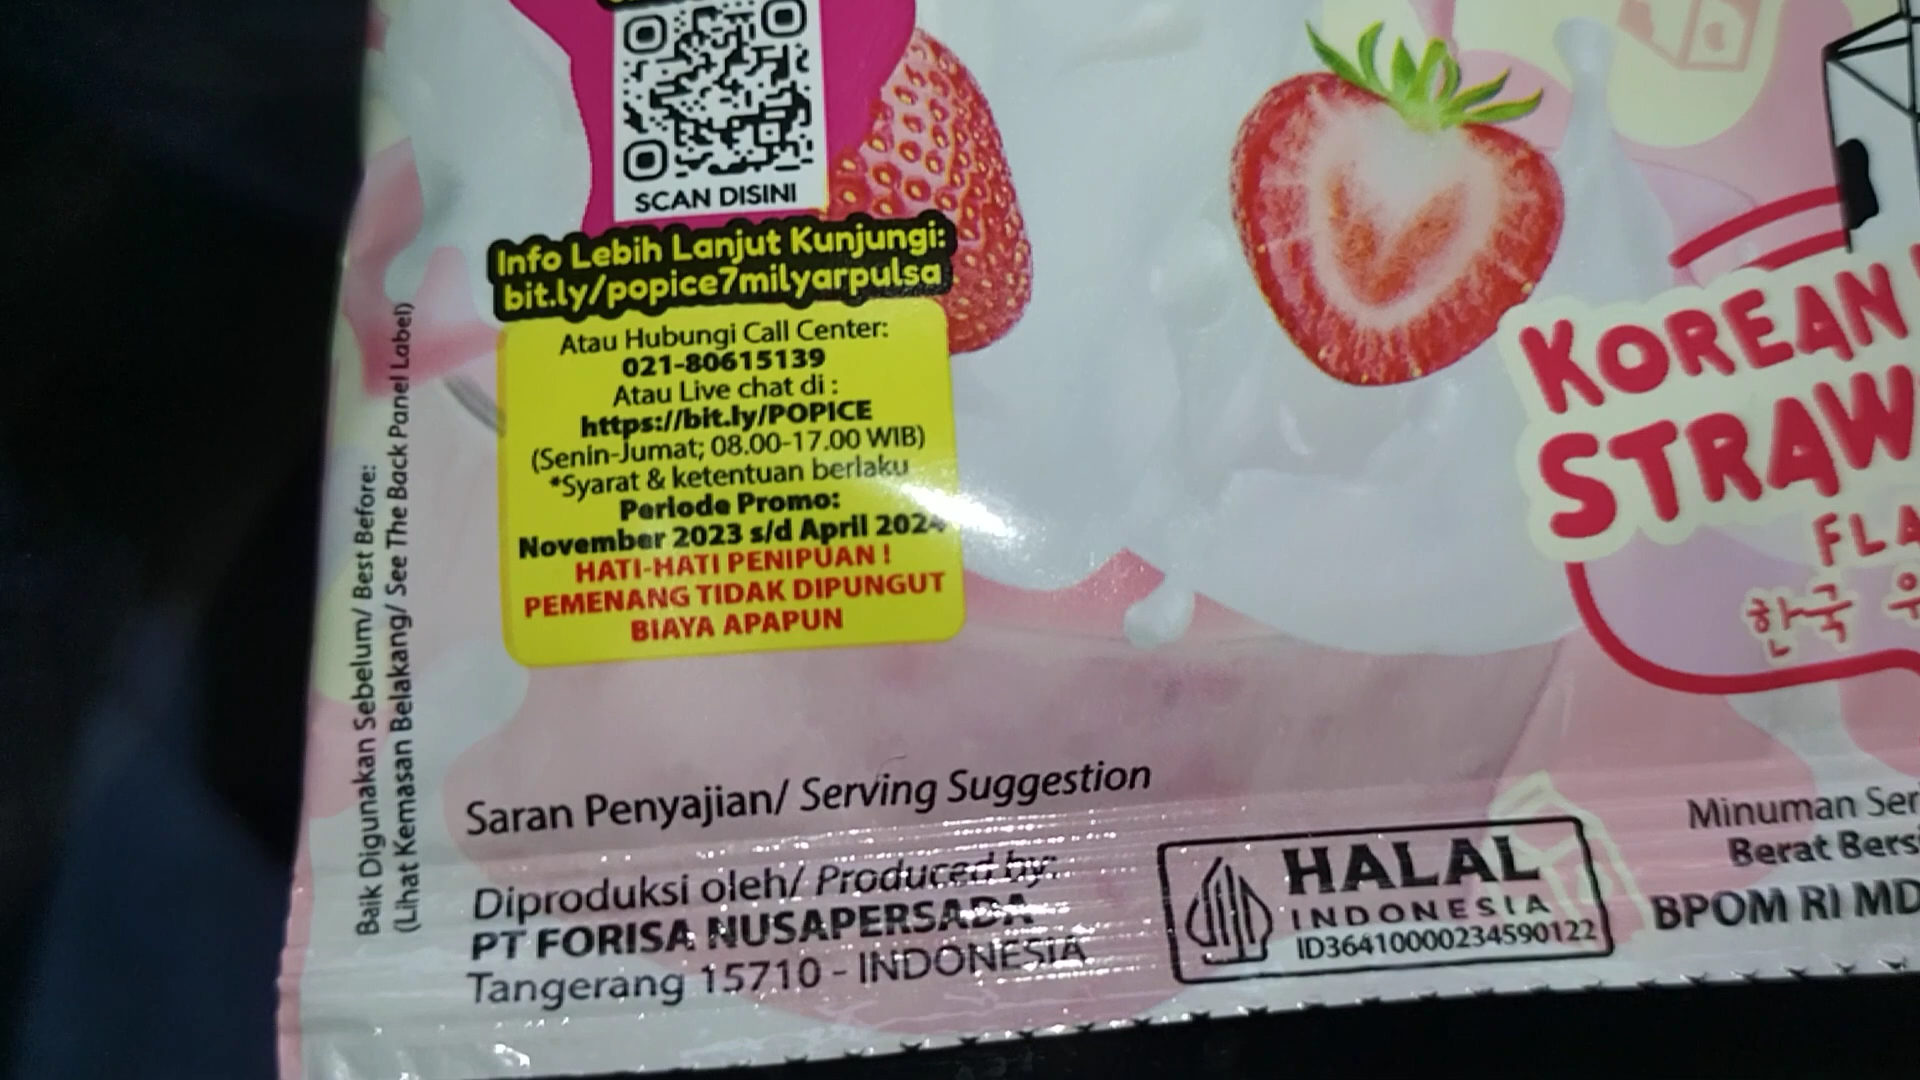 SCAN DISINI
Info Lebih Lanjut Kunjungi:
bit.ly/popice7milyarpulsa
Atau Hubungi Call Center:
021-80615139
Atau Live chat di :
https://bit.ly/POPICE
(Senin-Jumat; 08.00-17.00 WIB)
*Syarat & ketentuan berlaku
Periode Promo:
November 2023 s/d April 2024
HATI-HATI PENIPUAN !
PEMENANG TIDAK DIPUNGUT
BIAYA APAPUN
Baik Digunakan Sebelum/ Best Before:
(Lihat Kemasan Belakang/ See The Back Panel Label)
KOREAN
STRAW
FLA
한국
Saran Penyajian/ Serving Suggestion
Diproduksi oleh/ Produced by:
PT FORISA NUSAPERSADA
Tangerang 15710 - INDONESIA
HALAL
INDONESIA
ID36410000234590122
Minuman Ser
Berat Bers
BPOM RI MD